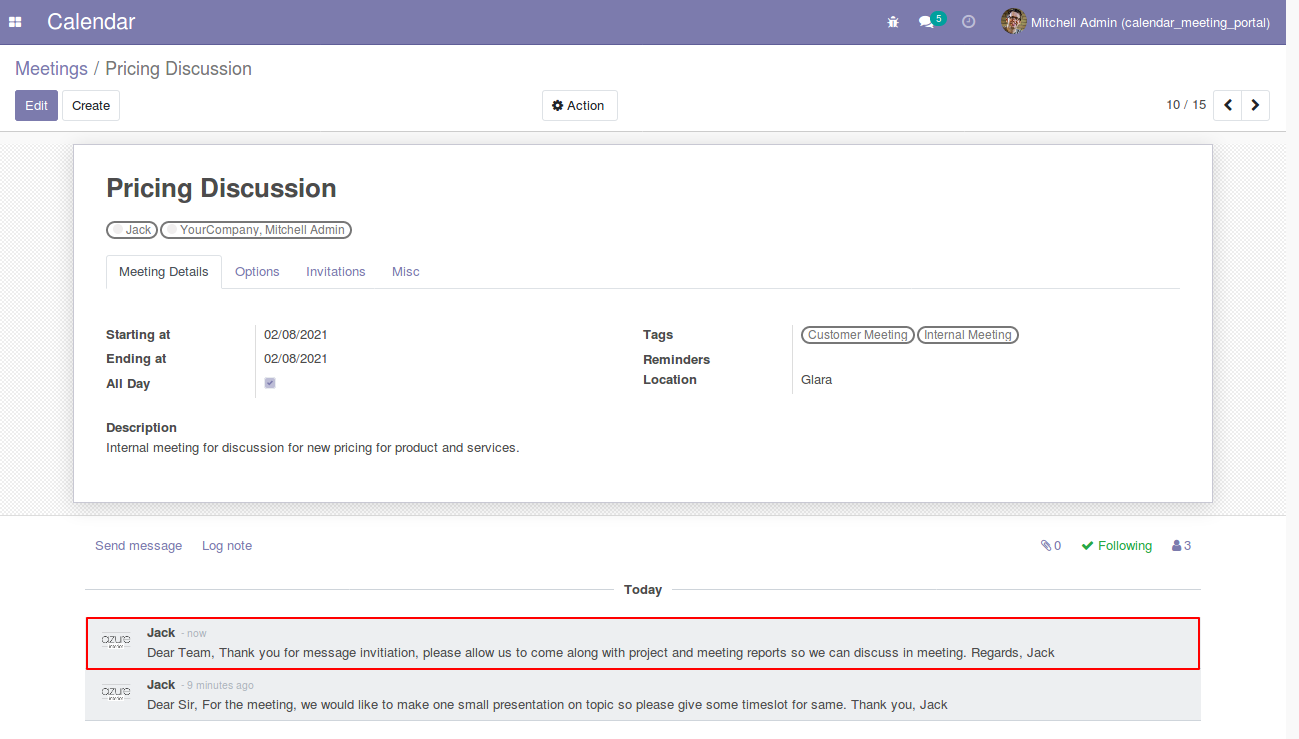 Calendar 5 Mitchell Admin (calendar_meeting_portal)
Meetings / Pricing Discussion
Edit Create Action 10 / 15
Pricing Discussion
Jack YourCompany, Mitchell Admin
Meeting Details Options Invitations Misc
Starting at 02/08/2021 Tags Customer Meeting Internal Meeting
Ending at 02/08/2021 Reminders
All Day Location Glara
Description
Internal meeting for discussion for new pricing for product and services.
Send message Log note 0 Following 3
Today
Jack - now
azure
interior
Dear Team, Thank you for message invitiation, please allow us to come along with project and meeting reports so we can discuss in meeting. Regards, Jack
Jack - 9 minutes ago
azure
interior
Dear Sir, For the meeting, we would like to make one small presentation on topic so please give some timeslot for same. Thank you, Jack